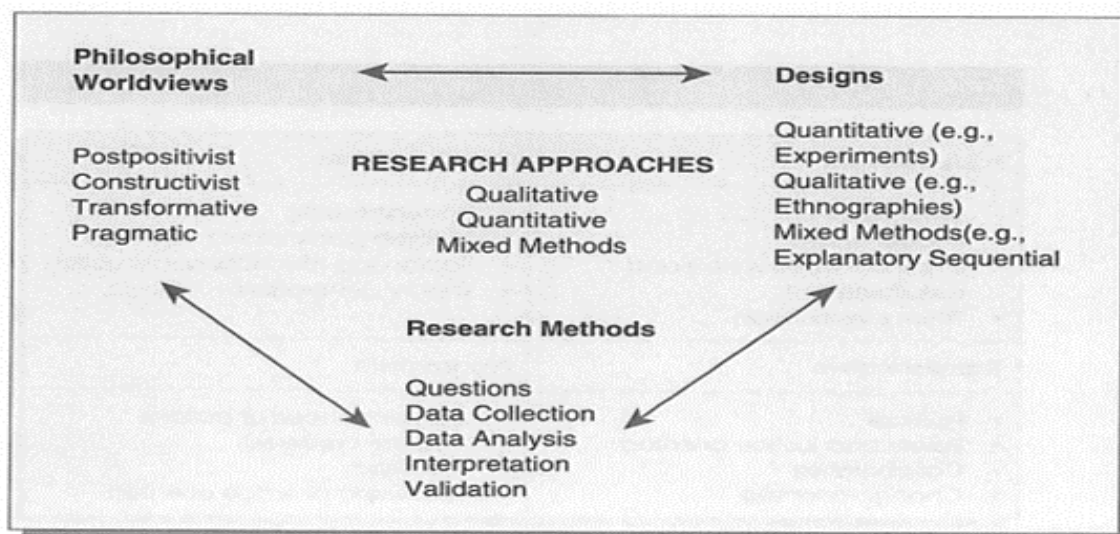 Philosophical
Worldviews
Designs
Postpositivist
Constructivist
Transformative
Pragmatic
RESEARCH APPROACHES
Qualitative
Quantitative
Mixed Methods
Quantitative (e.g.,
Experiments)
Qualitative (e.g.,
Ethnographies)
Mixed Methods(e.g.,
Explanatory Sequential
Research Methods
Questions
Data Collection
Data Analysis
Interpretation
Validation